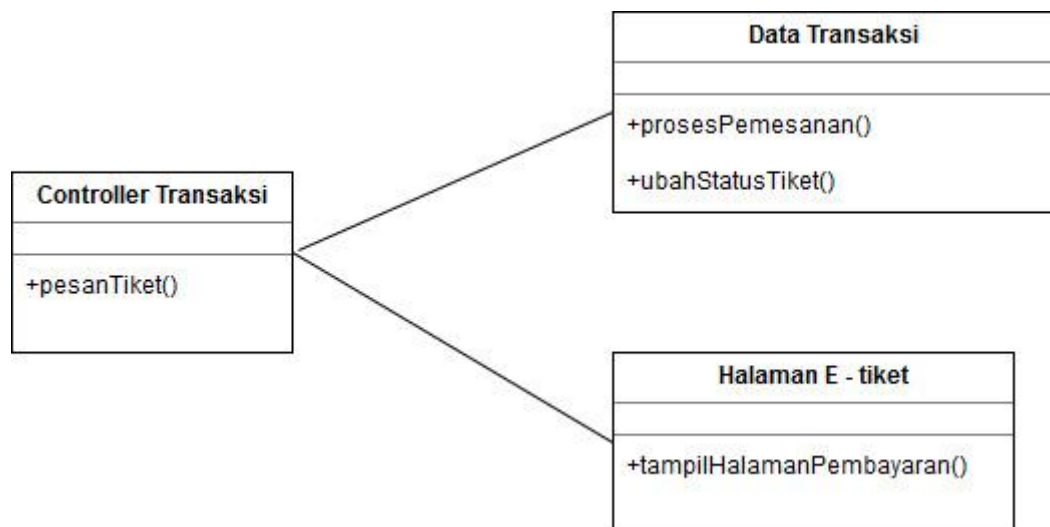 Data Transaksi
+prosesPemesanan()
+ubahStatusTiket()
Controller Transaksi
+pesanTiket()
Halaman E - tiket
+tampilHalamanPembayaran()